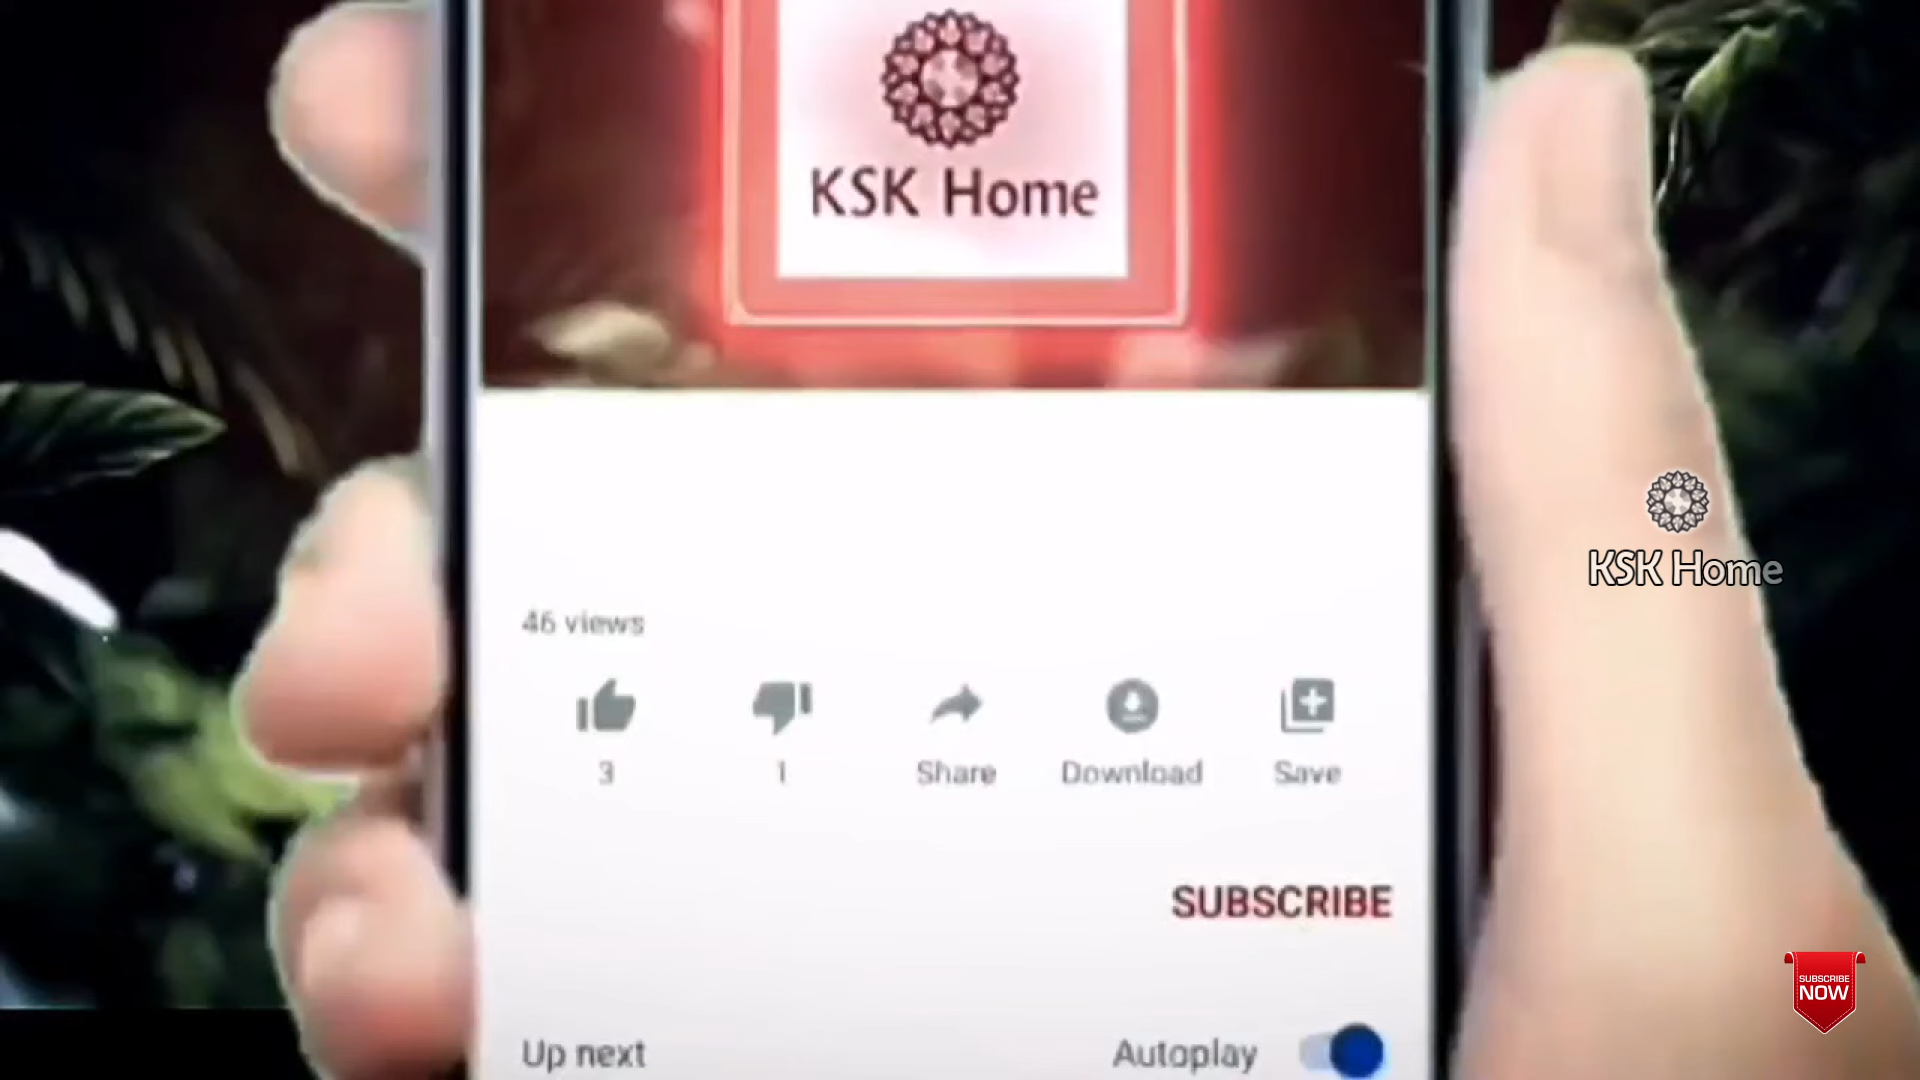 KSK Home
46 views
3
1
Share
Download
Save
SUBSCRIBE
Up next
Autoplay
KSK Home
SUBSCRIBE
NOW